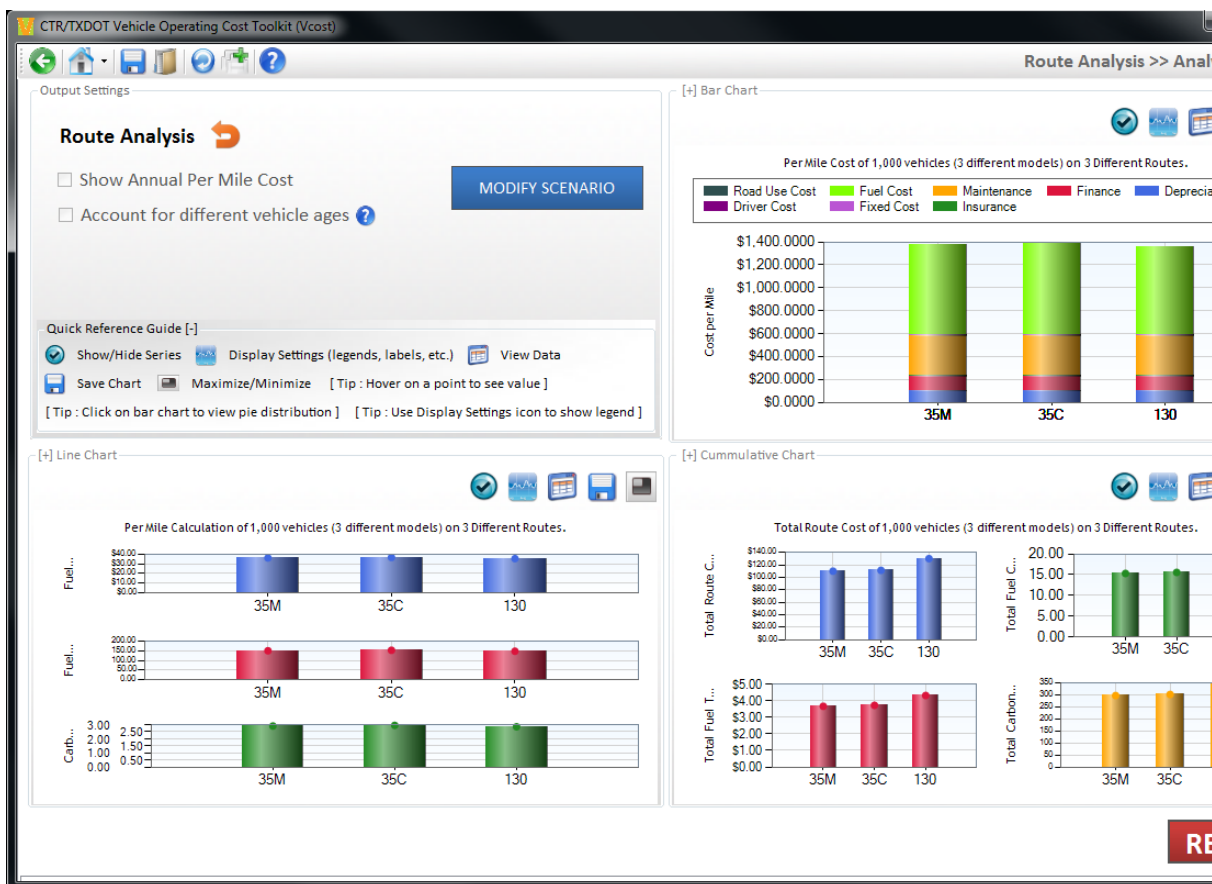 CTR/TXDOT Vehicle Operating Cost Toolkit (Vcost)
Route Analysis >> Analy
Output Settings
Route Analysis
Show Annual Per Mile Cost
Account for different vehicle ages
MODIFY SCENARIO
Quick Reference Guide [-]
Show/Hide Series Display Settings (legends, labels, etc.) View Data
Save Chart Maximize/Minimize [ Tip : Hover on a point to see value ]
[ Tip : Click on bar chart to view pie distribution ] [ Tip : Use Display Settings icon to show legend ]
[+] Bar Chart
Per Mile Cost of 1,000 vehicles (3 different models) on 3 Different Routes.
Road Use Cost Fuel Cost Maintenance Finance Deprecia
Driver Cost Fixed Cost Insurance
Cost per Mile
$1,400.0000
$1,200.0000
$1,000.0000
$800.0000
$600.0000
$400.0000
$200.0000
$0.0000
35M 35C 130
[+] Line Chart
Per Mile Calculation of 1,000 vehicles (3 different models) on 3 Different Routes.
Fuel...
$40.00
$30.00
$20.00
$10.00
$0.00
35M 35C 130
Fuel...
200.00
150.00
100.00
50.00
0.00
35M 35C 130
Carb...
3.00
2.50
2.00
1.50
1.00
0.50
0.00
35M 35C 130
[+] Cummulative Chart
Total Route Cost of 1,000 vehicles (3 different models) on 3 Different Routes.
Total Route C...
$140.00
$120.00
$100.00
$80.00
$60.00
$40.00
$20.00
$0.00
35M 35C 130
Total Fuel C...
20.00
15.00
10.00
5.00
0.00
35M 35C
Total Fuel T...
$5.00
$4.00
$3.00
$2.00
$1.00
$0.00
35M 35C 130
Total Carbon...
350
300
250
200
150
100
50
0
35M 35C
RE